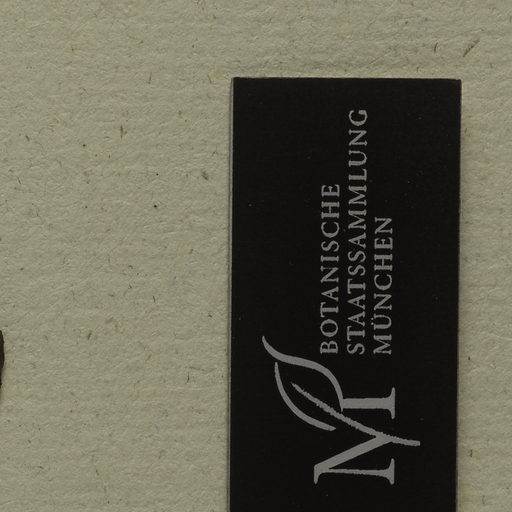 BOTANISCHE
STAATSSAMMLUNG
MÜNCHEN
M